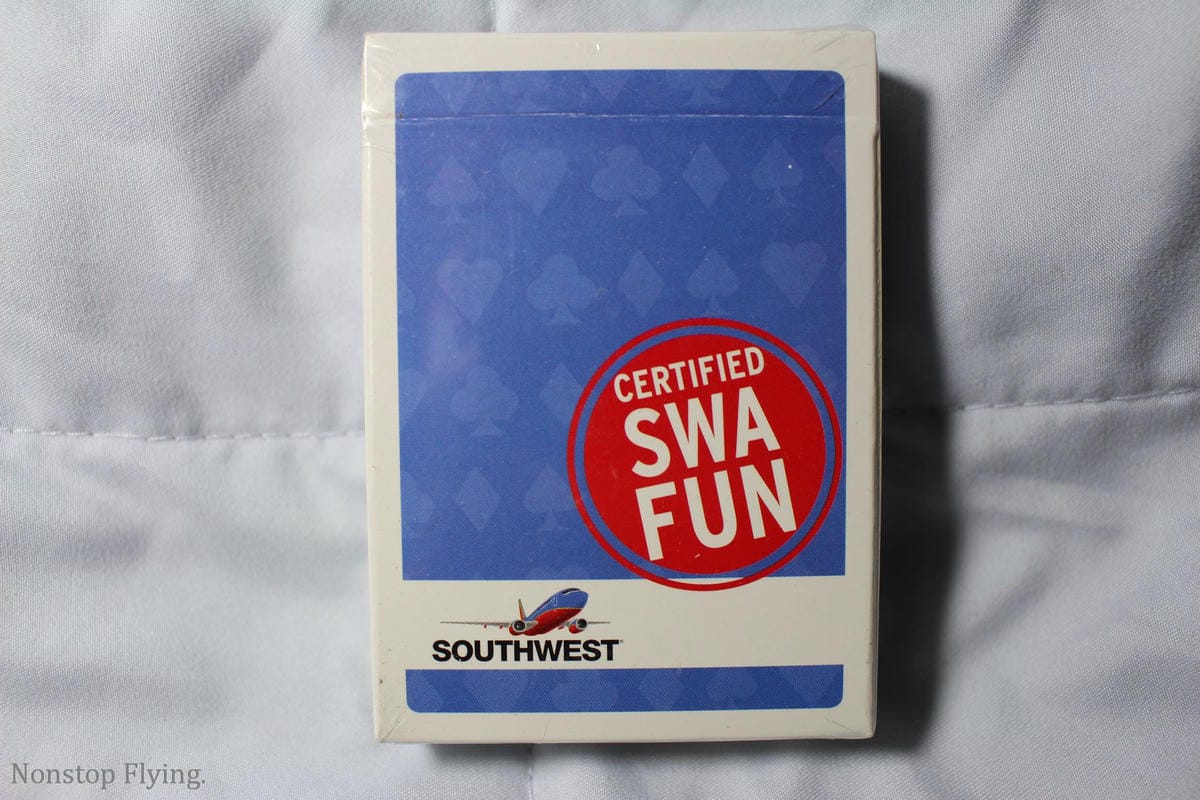 CERTIFIED
SWA
FUN
SOUTHWEST
Nonstop Flying.